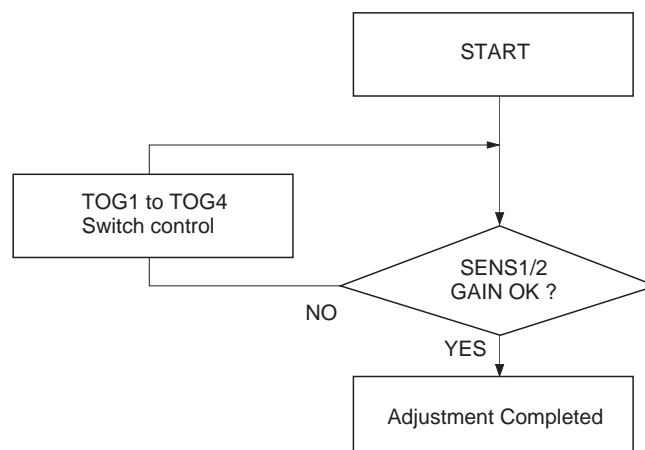 START
TOG1 to TOG4
Switch control
SENS1/2
GAIN OK ?
NO
YES
Adjustment Completed